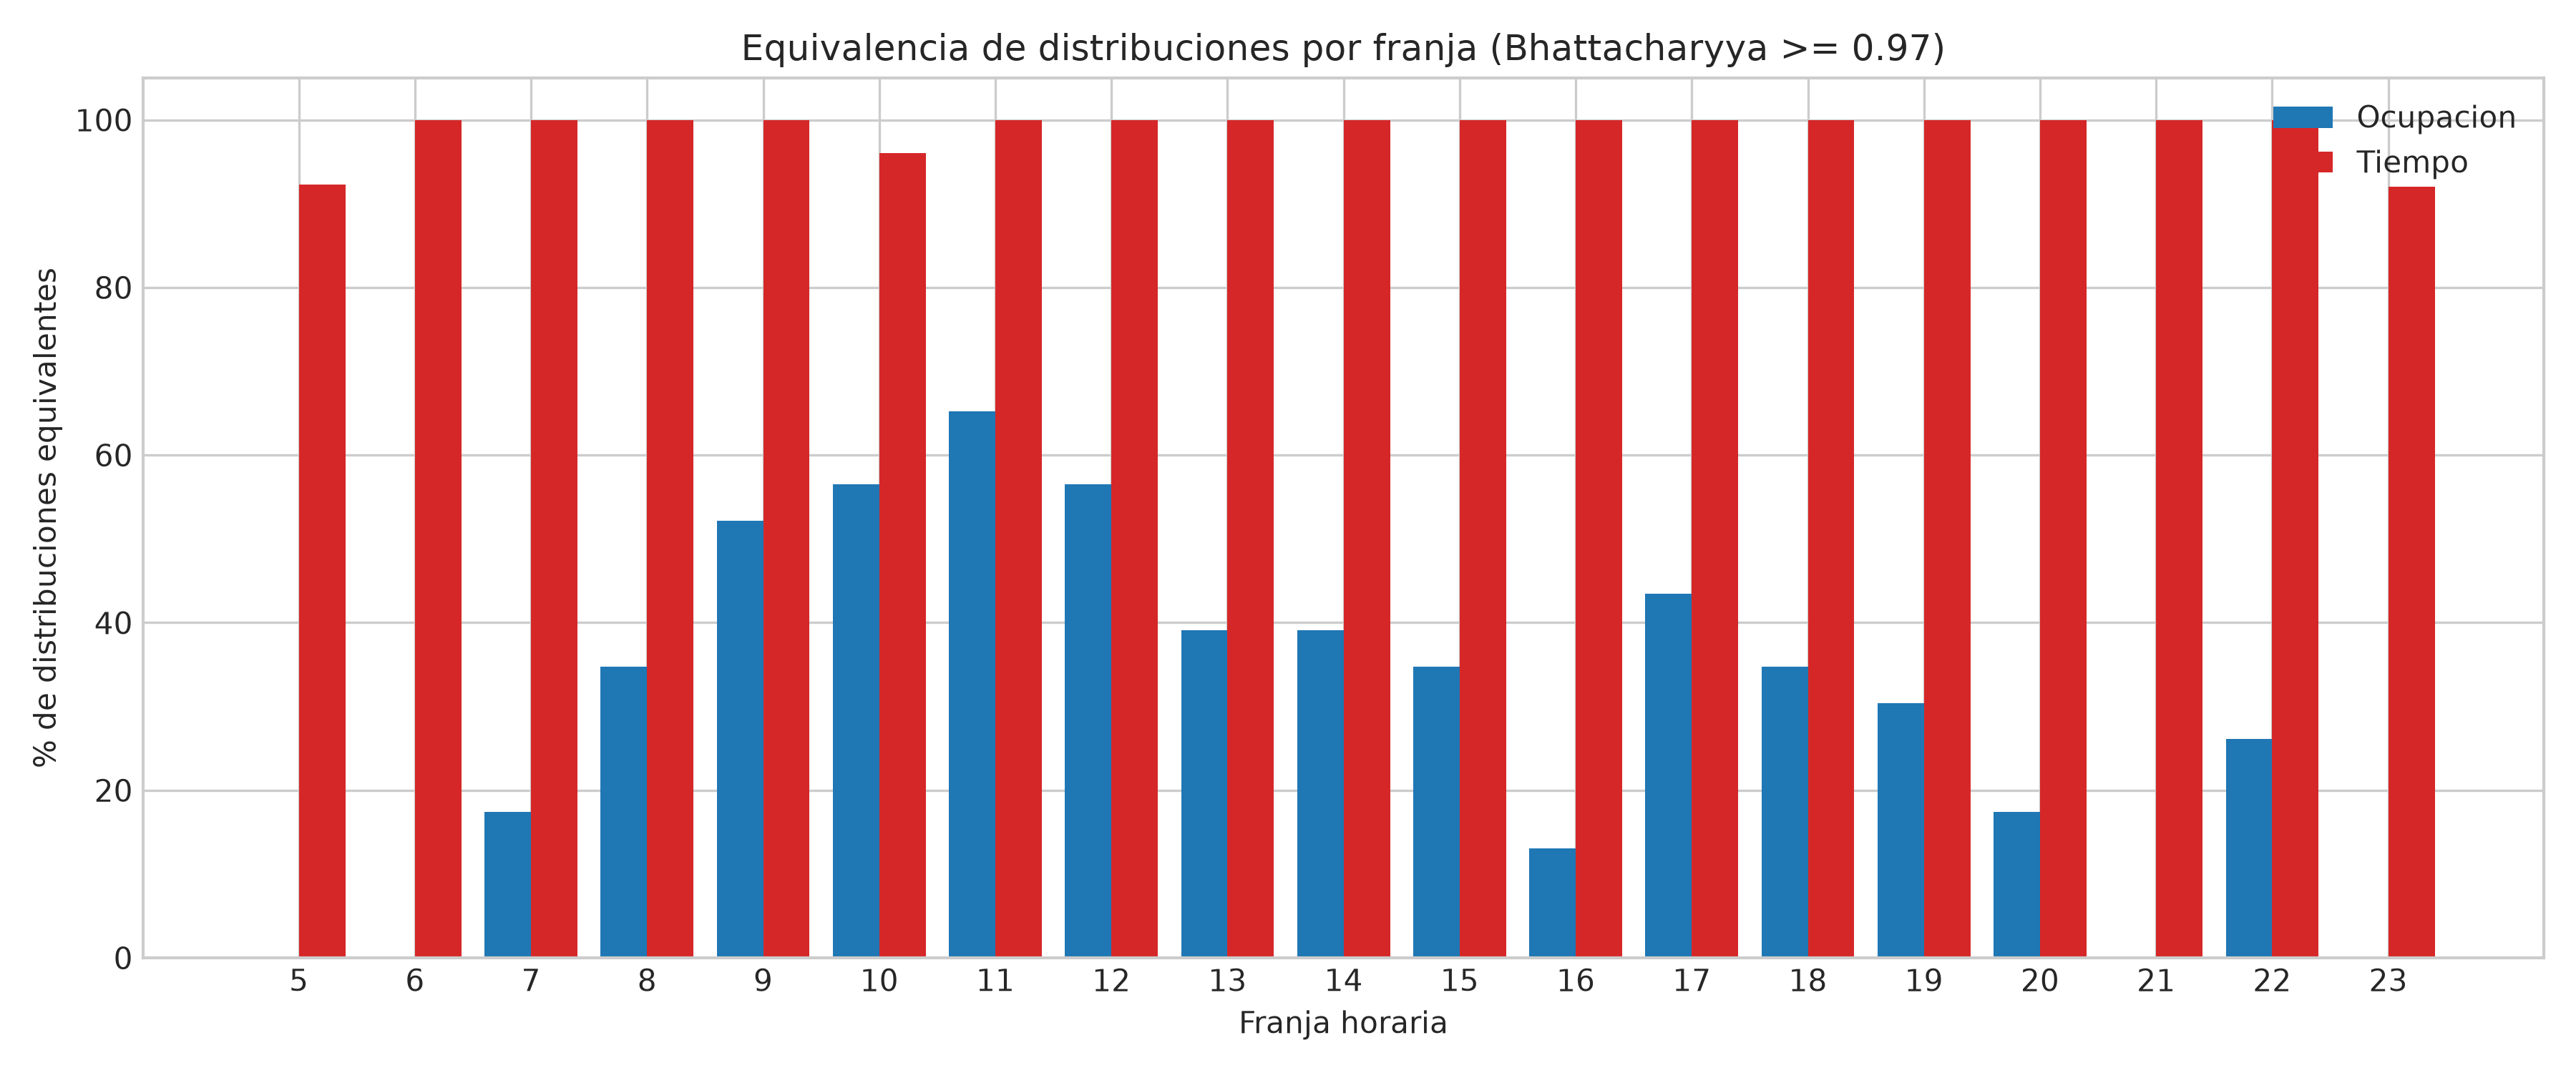 Equivalencia de distribuciones por franja (Bhattacharyya >= 0.97)
% de distribuciones equivalentes
100
80
60
40
20
0
Ocupacion
Tiempo
5 6 7 8 9 10 11 12 13 14 15 16 17 18 19 20 21 22 23
Franja horaria